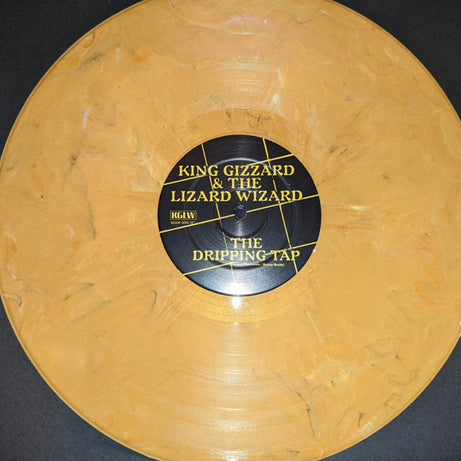 KING GIZZARD
& THE
LIZARD WIZARD
KGLW
THE
DRIPPING TAP